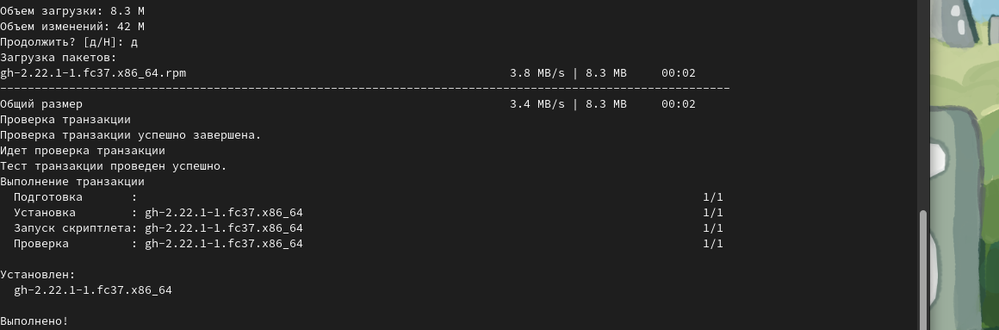 Объем загрузки: 8.3 M
Объем изменений: 42 M
Продолжить? [д/Н]: д
Загрузка пакетов:
gh-2.22.1-1.fc37.x86_64.rpm 3.8 MB/s | 8.3 MB 00:02
--------------------------------------------------------------------------------
Общий размер 3.4 MB/s | 8.3 MB 00:02
Проверка транзакции
Проверка транзакции успешно завершена.
Идет проверка транзакции
Тест транзакции проведен успешно.
Выполнение транзакции
Подготовка : 1/1
Установка : gh-2.22.1-1.fc37.x86_64 1/1
Запуск скриптлета: gh-2.22.1-1.fc37.x86_64 1/1
Проверка : gh-2.22.1-1.fc37.x86_64 1/1
Установлен:
gh-2.22.1-1.fc37.x86_64
Выполнено!